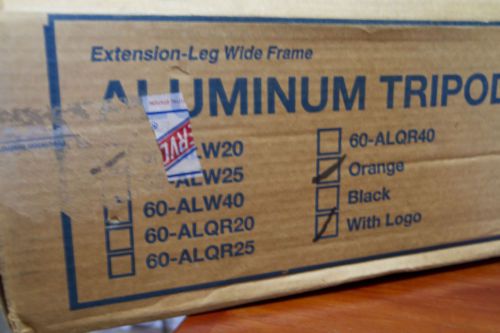 Extension-Leg Wide Frame
ALUMINUM TRIPOD
ALW20
ALW25
60-ALW40
60-ALQR20
60-ALQR25
60-ALQR40
Orange
Black
With Logo